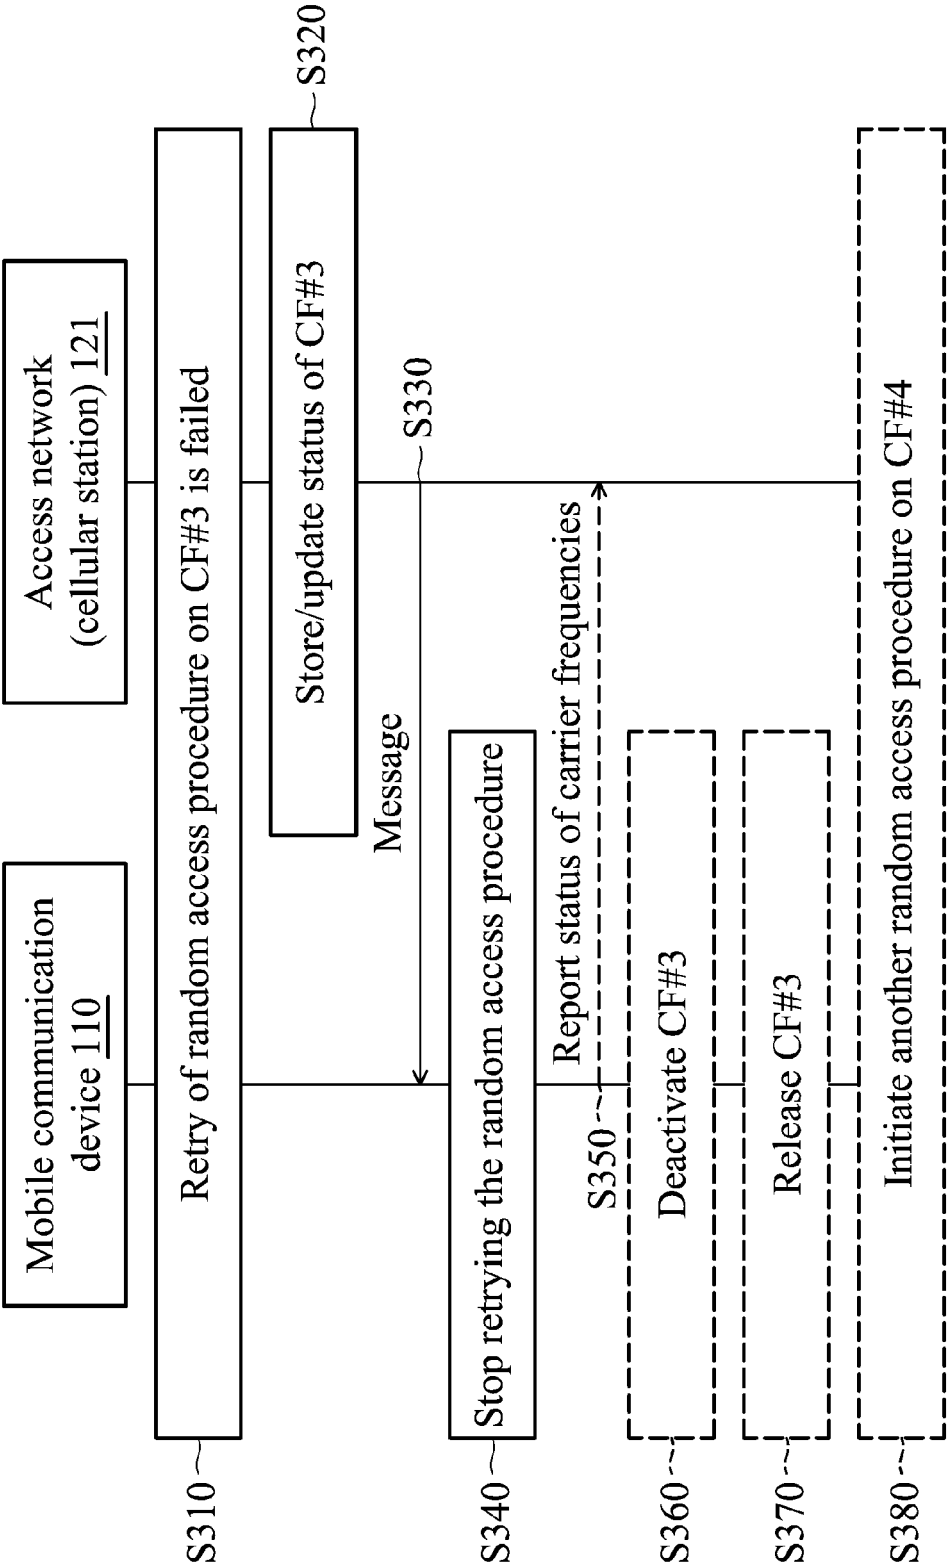 Mobile communication
device 110
Access network
(cellular station) 121
S310
Retry of random access procedure on CF#3 is failed
Store/update status of CF#3
S320
Message
S330
S340
Stop retrying the random access procedure
S350
Report status of carrier frequencies
S360
Deactivate CF#3
S370
Release CF#3
S380
Initiate another random access procedure on CF#4